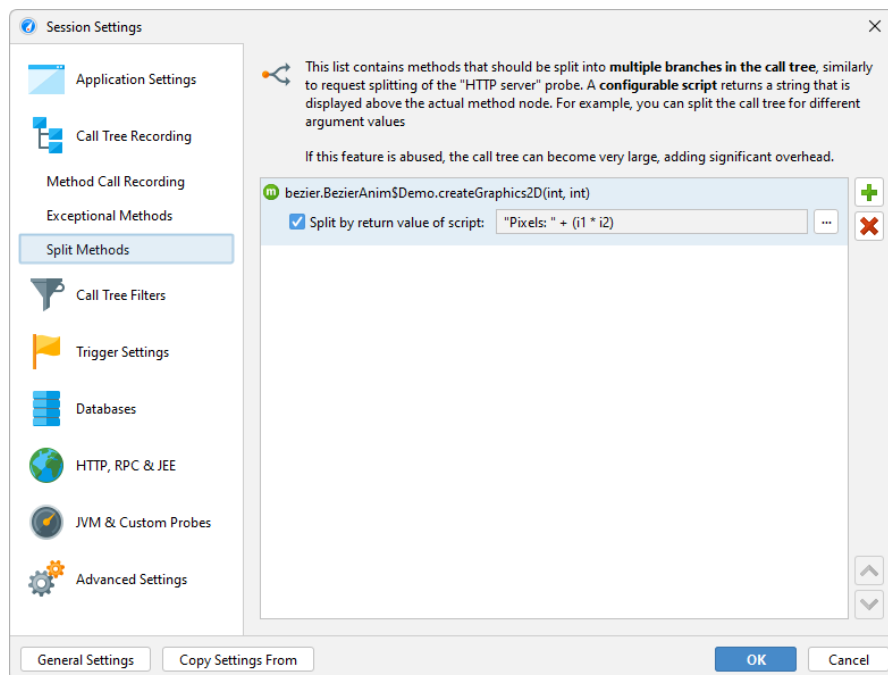 Session Settings
Application Settings
Call Tree Recording
Method Call Recording
Exceptional Methods
Split Methods
Call Tree Filters
Trigger Settings
Databases
HTTP, RPC & JEE
JVM & Custom Probes
Advanced Settings
This list contains methods that should be split into multiple branches in the call tree, similarly
to request splitting of the "HTTP server" probe. A configurable script returns a string that is
displayed above the actual method node. For example, you can split the call tree for different
argument values
If this feature is abused, the call tree can become very large, adding significant overhead.
m bezier.BezierAnim$Demo.createGraphics2D(int, int)
Split by return value of script: "Pixels: " + (i1 * i2) ...
General Settings Copy Settings From OK Cancel